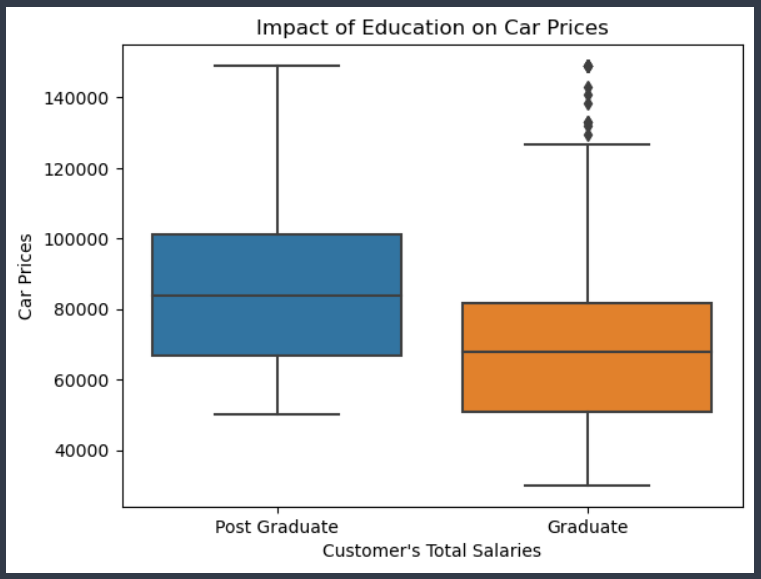 Impact of Education on Car Prices
140000
120000
100000
80000
60000
40000
Car Prices
Post Graduate
Graduate
Customer's Total Salaries